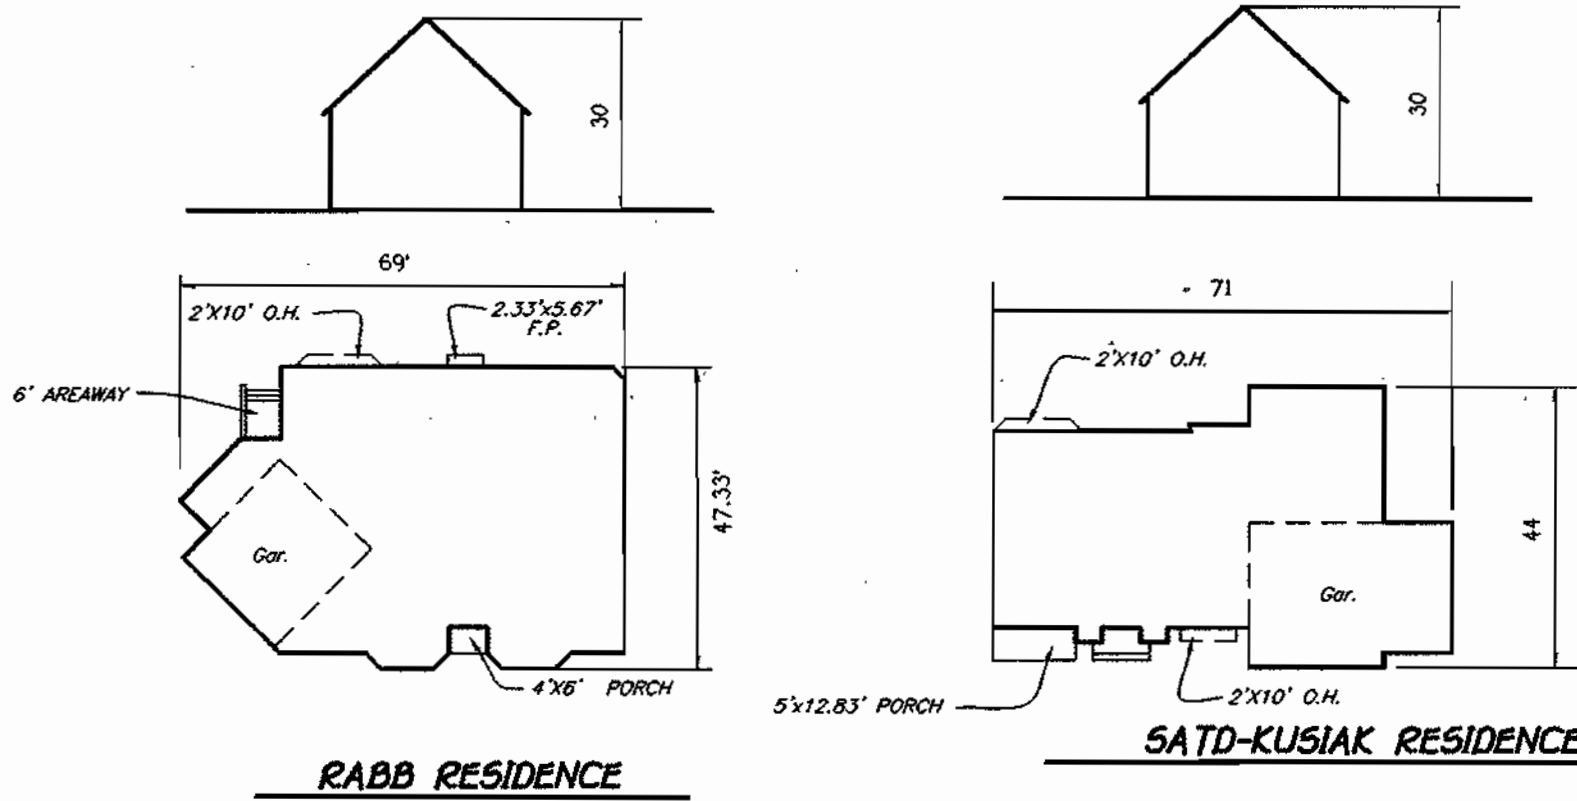 30
30
69'
2'X10' O.H.
2.33'x5.67'
F.P.
6' AREAWAY
47.33'
Gar.
4'X6' PORCH
RABB RESIDENCE
71
2'X10' O.H.
44
Gar.
5'x12.83' PORCH
2'X10' O.H.
SATD-KUSIAK RESIDENCE